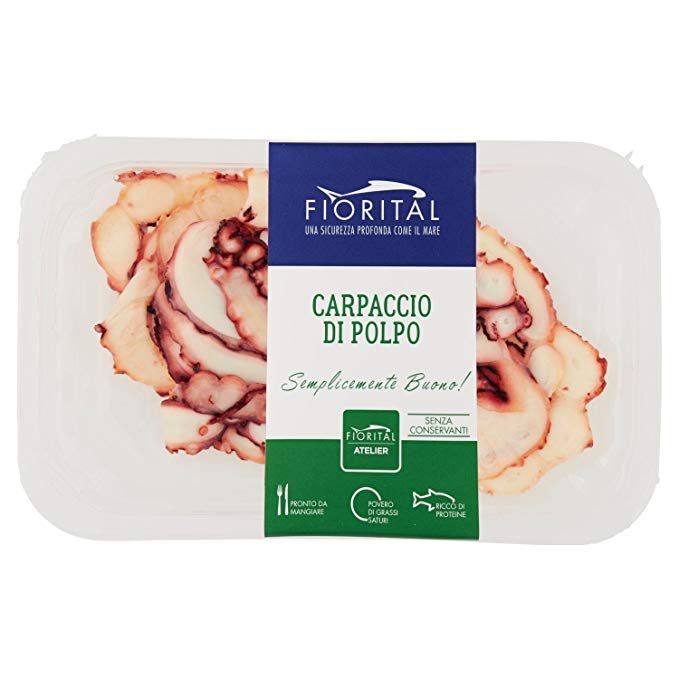 FIORITAL
UNA SICUREZZA PROFONDA COME IL MARE
CARPACCIO
DI POLPO
Semplicemente Buono!
FIORITAL
ATELIER
SENZA
CONSERVANTI
PRONTO DA
MANGIARE
POVERO
DI GRASSI
SATURI
RICCO DI
PROTEINE